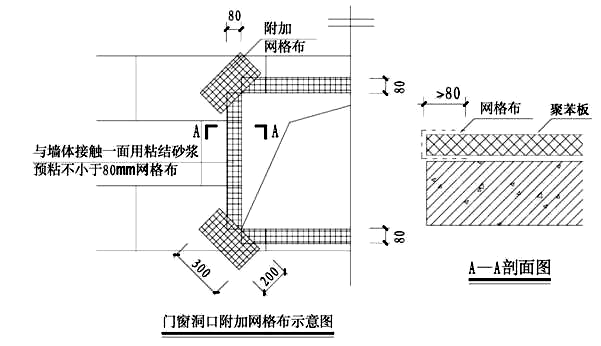 80
附加
网格布
80
>80
网格布
聚苯板
A
A
与墙体接触一面用粘结砂浆
预粘不小于80mm网格布
80
300
200
A—A剖面图
门窗洞口附加网格布示意图